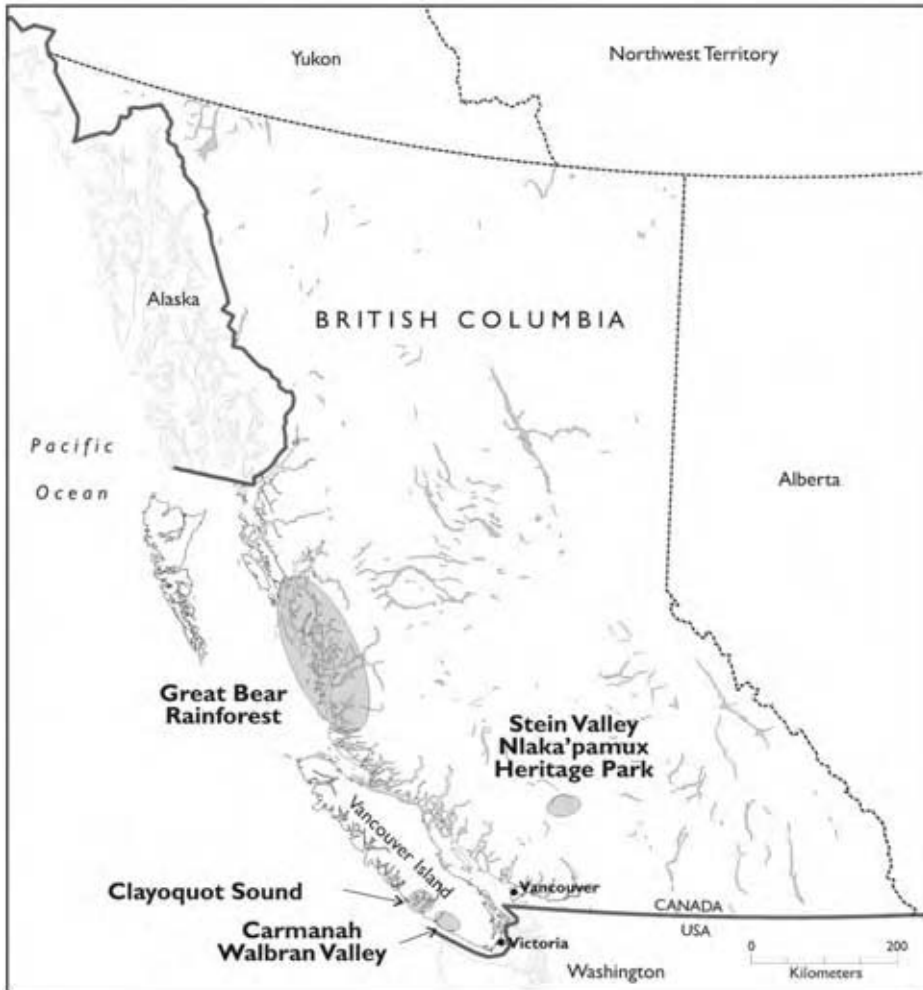 Yukon
Northwest Territory
Alaska
BRITISH COLUMBIA
Pacific
Ocean
Alberta
Great Bear
Rainforest
Stein Valley
Nlaka'pamux
Heritage Park
Vancouver Island
Clayoquot Sound
Vancouver
CANADA
USA
Carmanah
Walbran Valley
Victoria
Washington
0 200
Kilometers